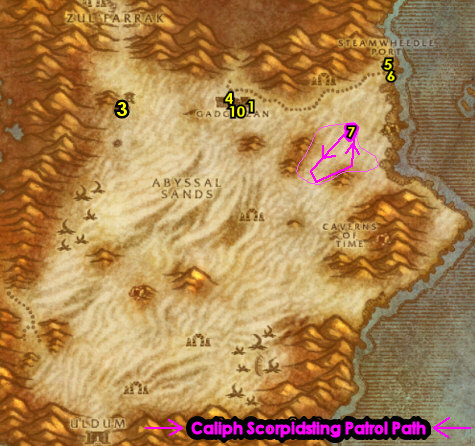 ZUL'FARRAK
STEAMWHEEDLE
PORT
5
6
3
4
1
10
GADGETZAN
7
ABYSSAL
SANDS
CAVERNS
OF
TIME
ULDUM
Caliph Scorpidsting Patrol Path